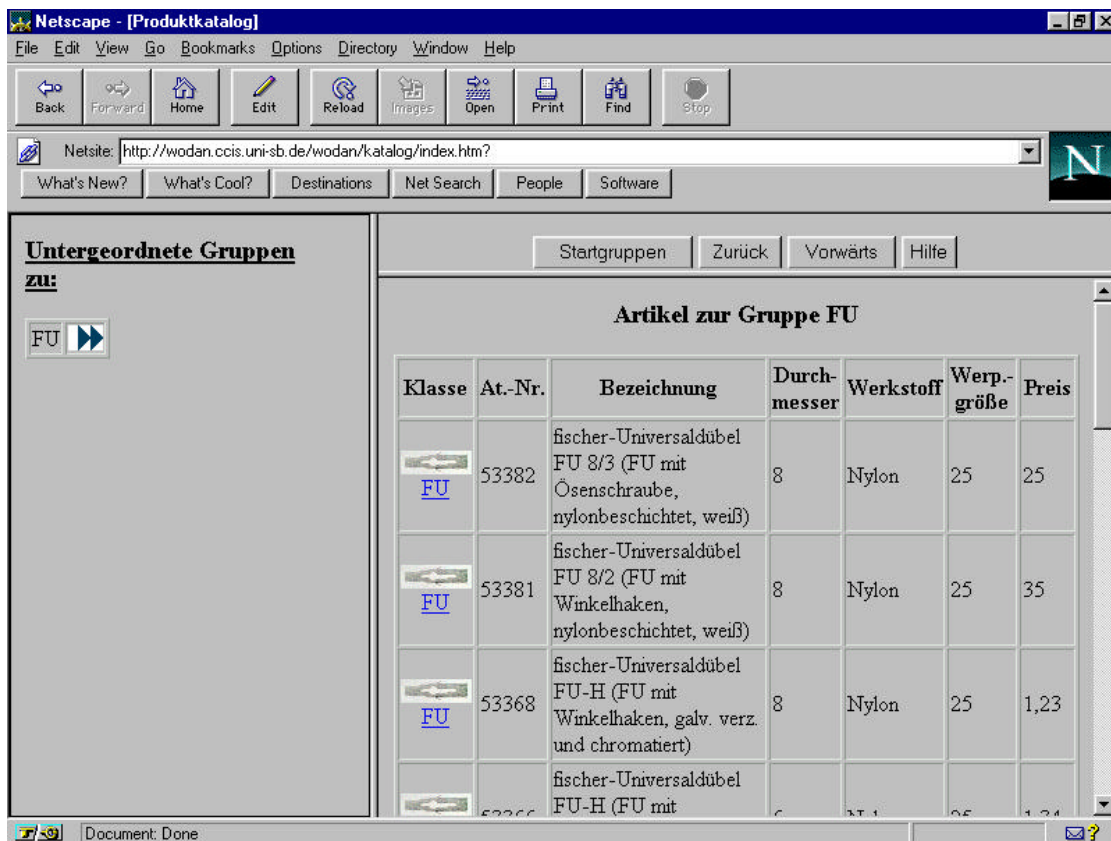 Netscape - [Produktkatalog]
File Edit View Go Bookmarks Options Directory Window Help
Back Forward Home Edit Reload Images Open Print Find Stop
Netsite: http://wodan.ccis.uni-sb.de/wodan/katalog/index.htm?
N
What's New? What's Cool? Destinations Net Search People Software
Untergeordnete Gruppen
zu:
FU
Startgruppen Zurück Vorwärts Hilfe
Artikel zur Gruppe FU
Klasse At.-Nr. Bezeichnung Durch-
messer Werkstoff Werp.-
größe Preis
FU 53382 fischer-Universaldübel
FU 8/3 (FU mit
Ösenschraube,
nylonbeschichtet, weiß) 8 Nylon 25 25
FU 53381 fischer-Universaldübel
FU 8/2 (FU mit
Winkelhaken,
nylonbeschichtet, weiß) 8 Nylon 25 35
FU 53368 fischer-Universaldübel
FU-H (FU mit
Winkelhaken, galv. verz.
und chromatiert) 8 Nylon 25 1,23
fischer-Universaldübel
FU-H (FU mit
Document: Done